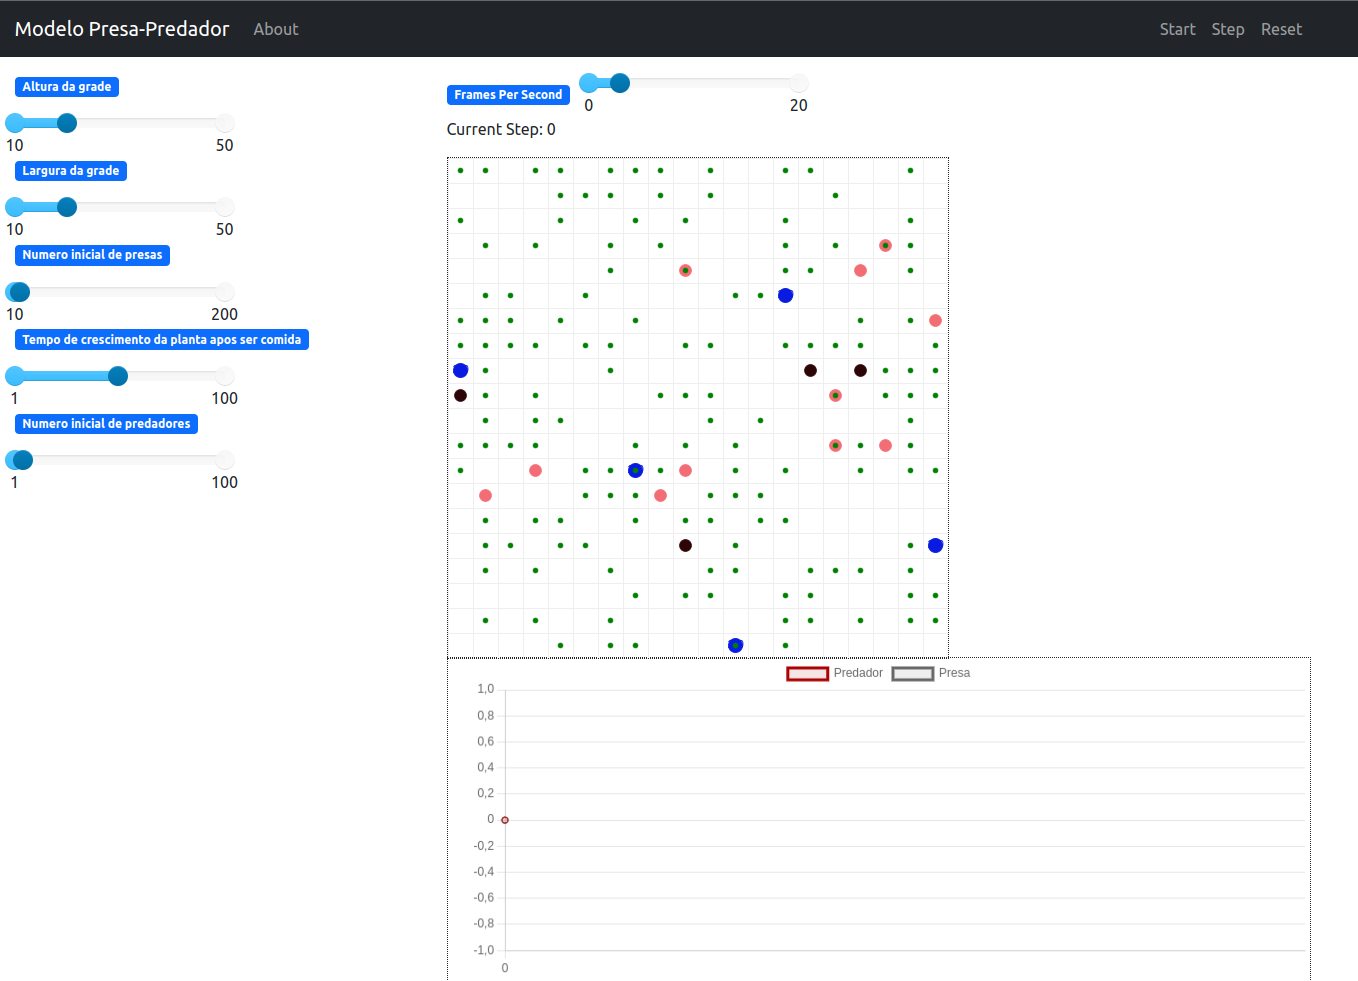 Modelo Presa-Predador About Start Step Reset
Altura da grade
10 50
Largura da grade
10 50
Numero inicial de presas
10 200
Tempo de crescimento da planta apos ser comida
1 100
Numero inicial de predadores
1 100
Frames Per Second
0 20
Current Step: 0
Predador Presa
1,0
0,8
0,6
0,4
0,2
0
-0,2
-0,4
-0,6
-0,8
-1,0
0